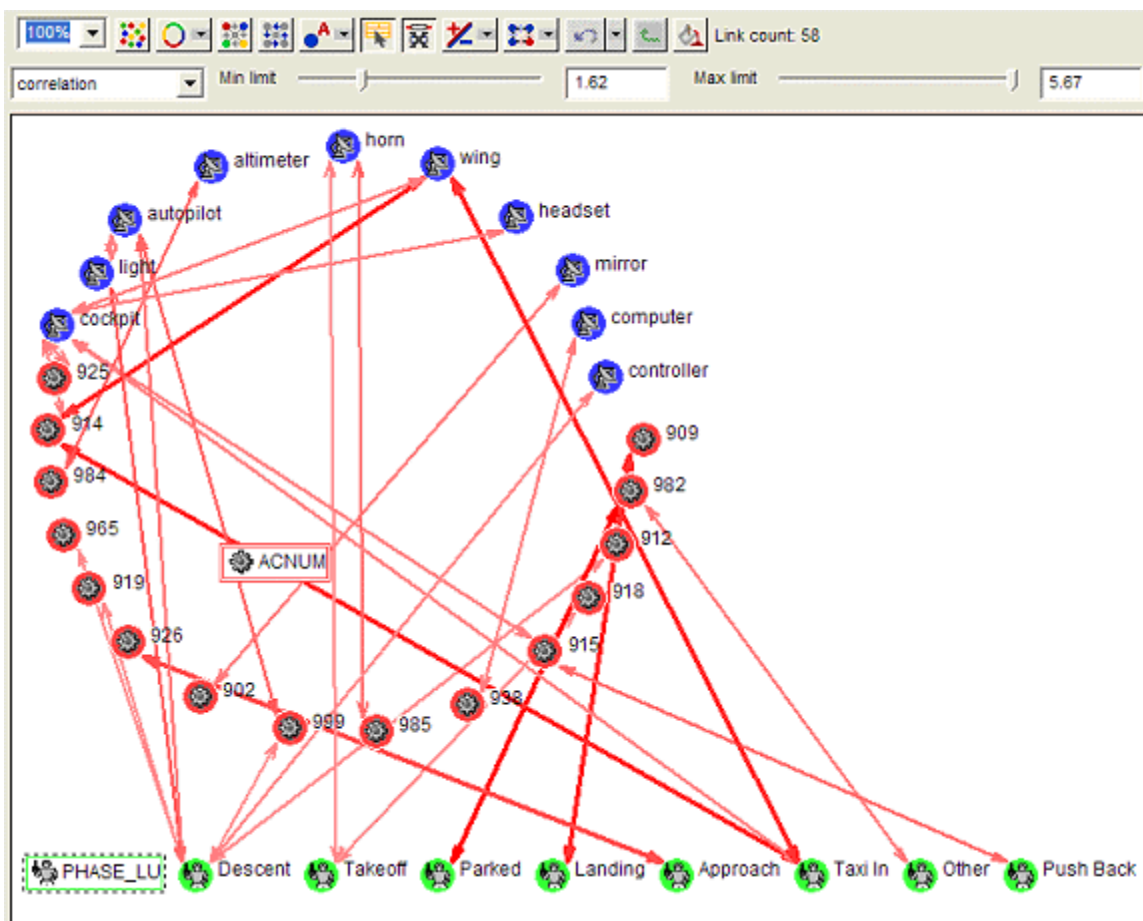 100% A Link count: 58
correlation Min limit 1.62 Max limit 5.67
horn
altimeter wing
autopilot headset
light mirror
cockpit computer
925 controller
914 909
984 982
965 912
ACNUM
919 918
926 915
902 938
999 985
PHASE_LU Descent Takeoff Parked Landing Approach Taxi In Other Push Back